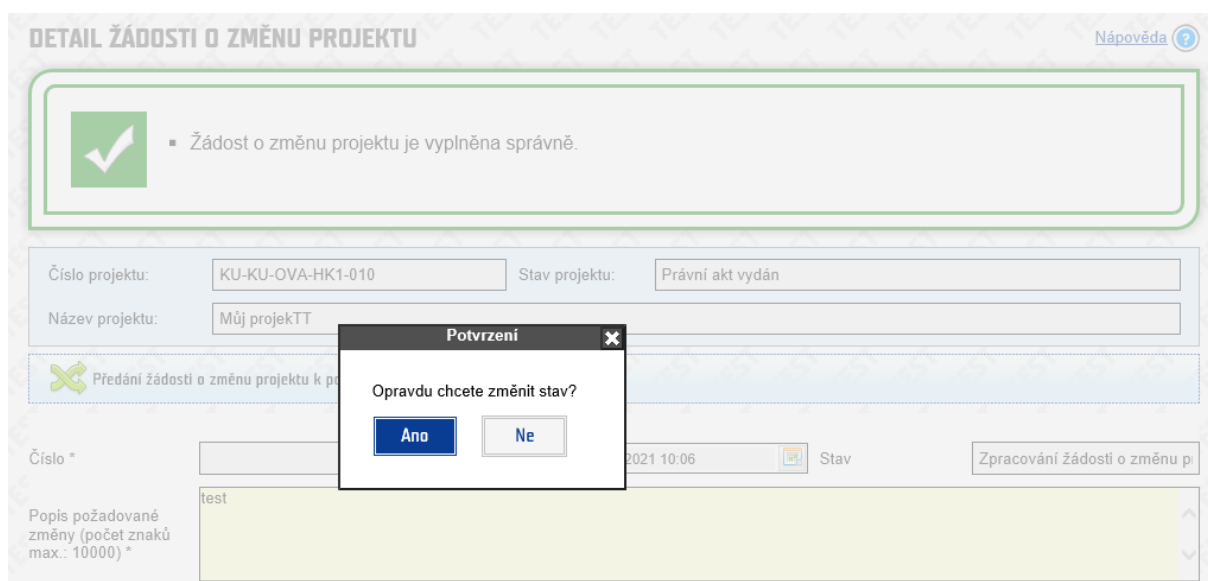 DETAIL ŽÁDOSTI O ZMĚNU PROJEKTU
Nápověda
Žádost o změnu projektu je vyplněna správně.
Číslo projektu: KU-KU-OVA-HK1-010 Stav projektu: Právní akt vydán
Název projektu: Můj projekTT
Potvrzení
Předání žádosti o změnu projektu k
Opravdu chcete změnit stav?
Ano Ne
Číslo * 2021 10:06 Stav Zpracování žádosti o změnu
test
Popis požadované
změny (počet znaků
max.: 10000) *